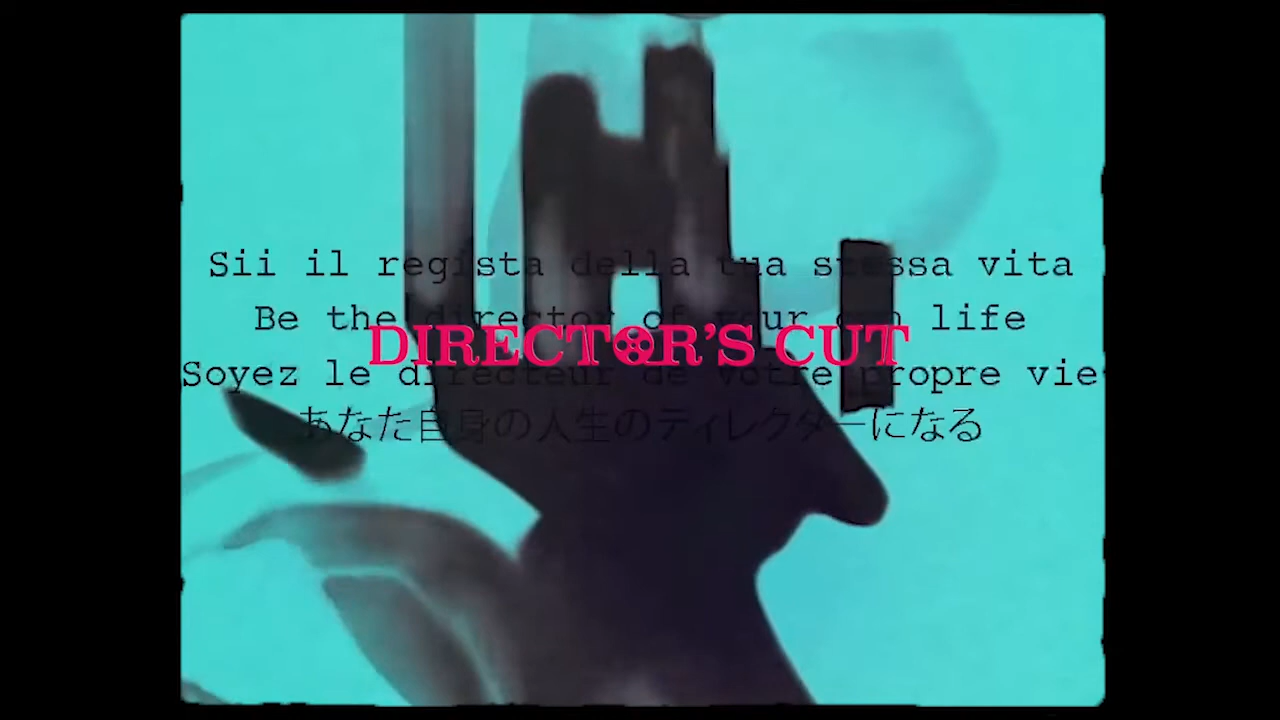 Sii il regista della tua stessa vita
Be the director of your own life
DIRECTOR'S CUT
Soyez le directeur de votre propre vie
あなた自身の人生のディレクターになる